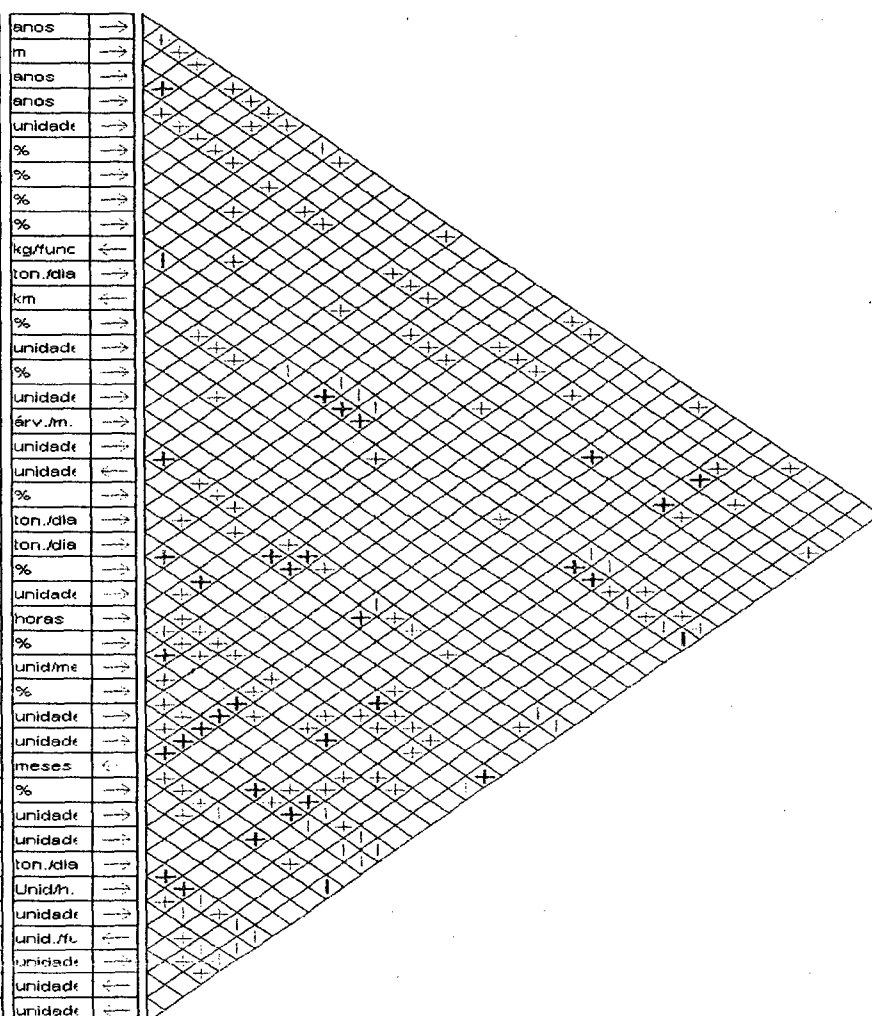 anos →
m →
anos →
anos →
unidade →
% →
% →
% →
% →
kg/func ←
ton./dia →
km ←
% →
unidade →
% →
unidade →
árv./m. →
unidade →
unidade ←
% →
ton./dia →
ton./dia →
% →
unidade →
horas →
% →
unid/me →
% →
unidade →
unidade →
meses ←
% →
unidade →
unidade →
ton./dia →
Unid/h. →
unidade →
unid./fu ←
unidade →
unidade ←
unidade ←